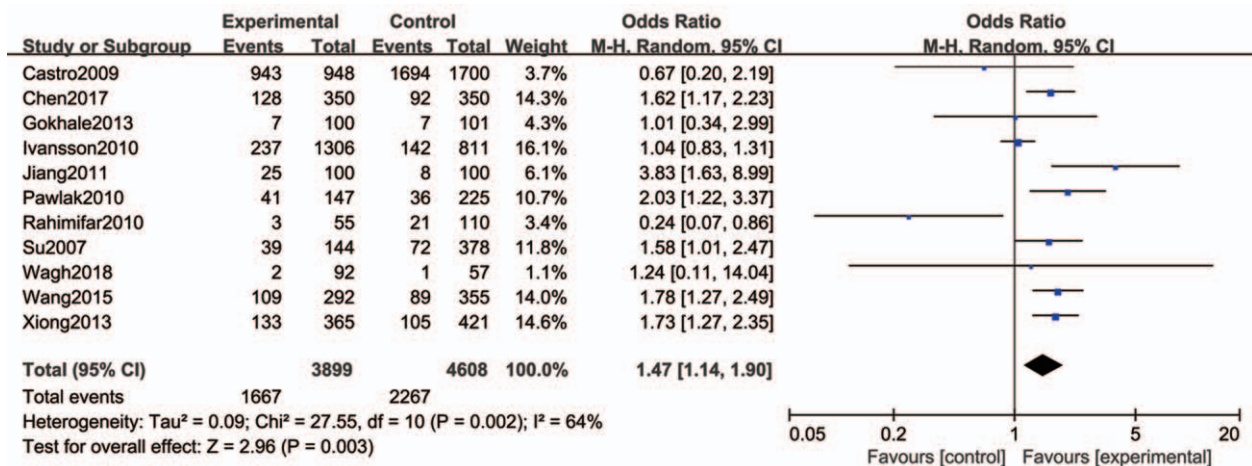 Experimental Control Odds Ratio Odds Ratio
Study or Subgroup Events Total Events Total Weight M-H. Random. 95% CI M-H. Random. 95% CI
Castro2009 943 948 1694 1700 3.7% 0.67 [0.20, 2.19]
Chen2017 128 350 92 350 14.3% 1.62 [1.17, 2.23]
Gokhale2013 7 100 7 101 4.3% 1.01 [0.34, 2.99]
Ivansson2010 237 1306 142 811 16.1% 1.04 [0.83, 1.31]
Jiang2011 25 100 8 100 6.1% 3.83 [1.63, 8.99]
Pawlak2010 41 147 36 225 10.7% 2.03 [1.22, 3.37]
Rahimifar2010 3 55 21 110 3.4% 0.24 [0.07, 0.86]
Su2007 39 144 72 378 11.8% 1.58 [1.01, 2.47]
Wagh2018 2 92 1 57 1.1% 1.24 [0.11, 14.04]
Wang2015 109 292 89 355 14.0% 1.78 [1.27, 2.49]
Xiong2013 133 365 105 421 14.6% 1.73 [1.27, 2.35]
Total (95% CI) 3899 4608 100.0% 1.47 [1.14, 1.90]
Total events 1667 2267
Heterogeneity: Tau² = 0.09; Chi² = 27.55, df = 10 (P = 0.002); I² = 64%
Test for overall effect: Z = 2.96 (P = 0.003)
0.05 0.2 1 5 20
Favours [control] Favours [experimental]